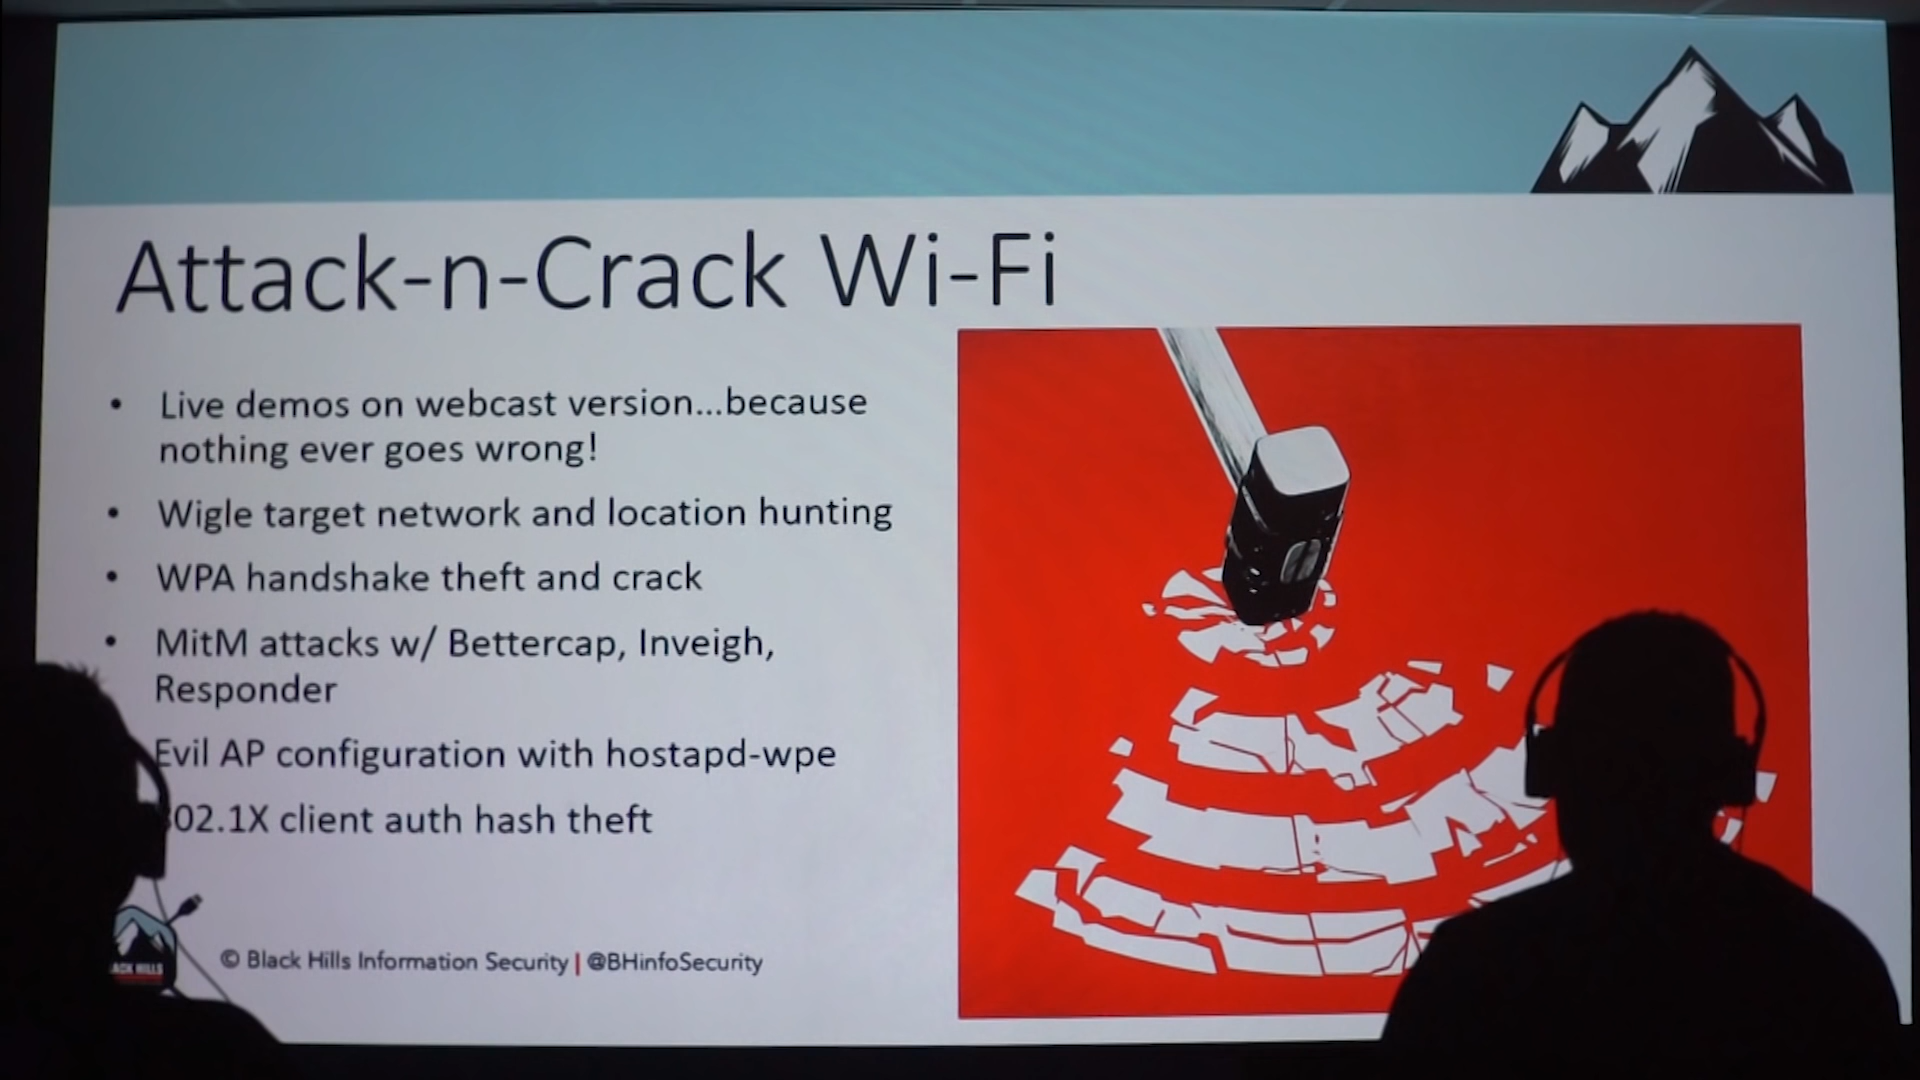 Attack-n-Crack Wi-Fi
• Live demos on webcast version...because
nothing ever goes wrong!
• Wigle target network and location hunting
• WPA handshake theft and crack
• MitM attacks w/ Bettercap, Inveigh,
Responder
Evil AP configuration with hostapd-wpe
02.1X client auth hash theft
ACK HILLS
© Black Hills Information Security | @BHinfoSecurity